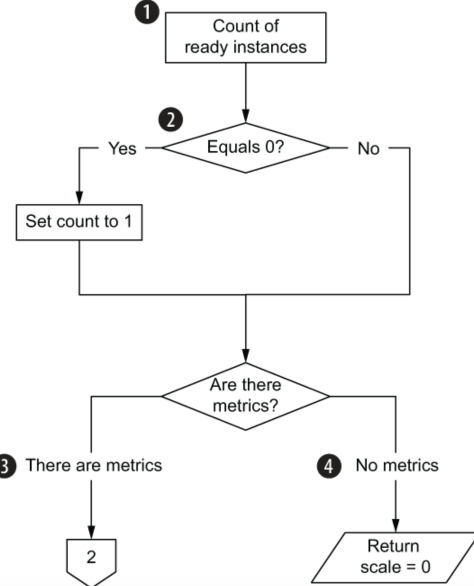 1
Count of
ready instances
2
Equals 0?
Yes
No
Set count to 1
Are there
metrics?
3 There are metrics
4 No metrics
2
Return
scale = 0